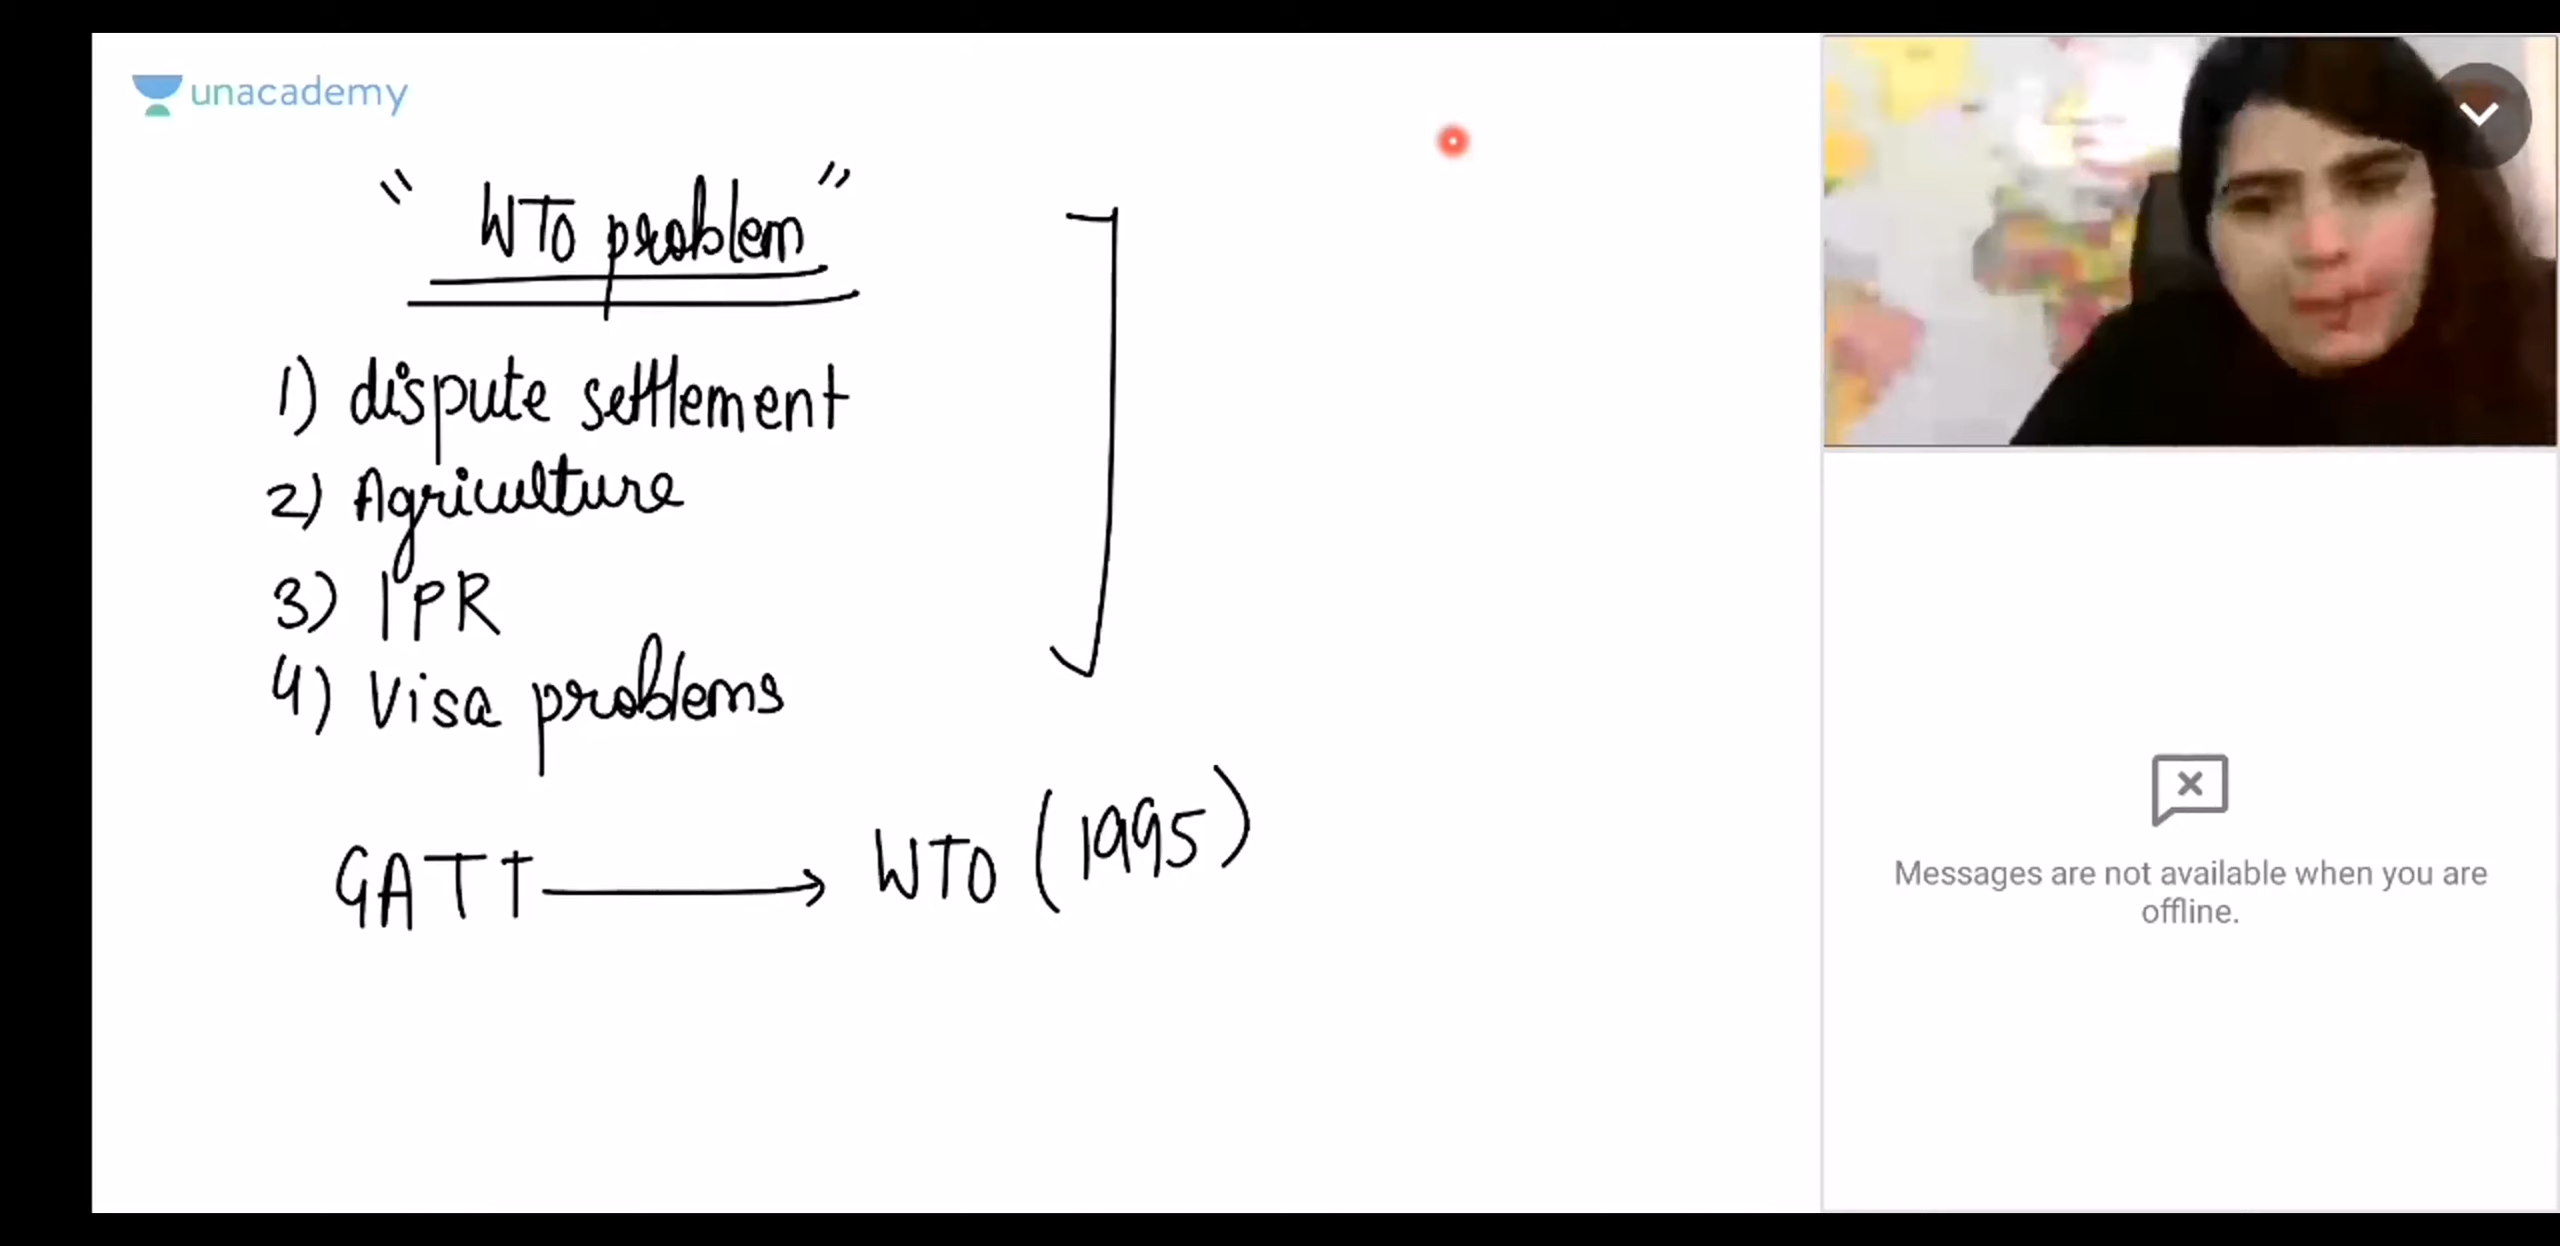 unacademy
" WTO problem "
1) dispute settlement
2) Agriculture
3) IPR
4) Visa problems
GATT → WTO (1995)
Messages are not available when you are
offline.